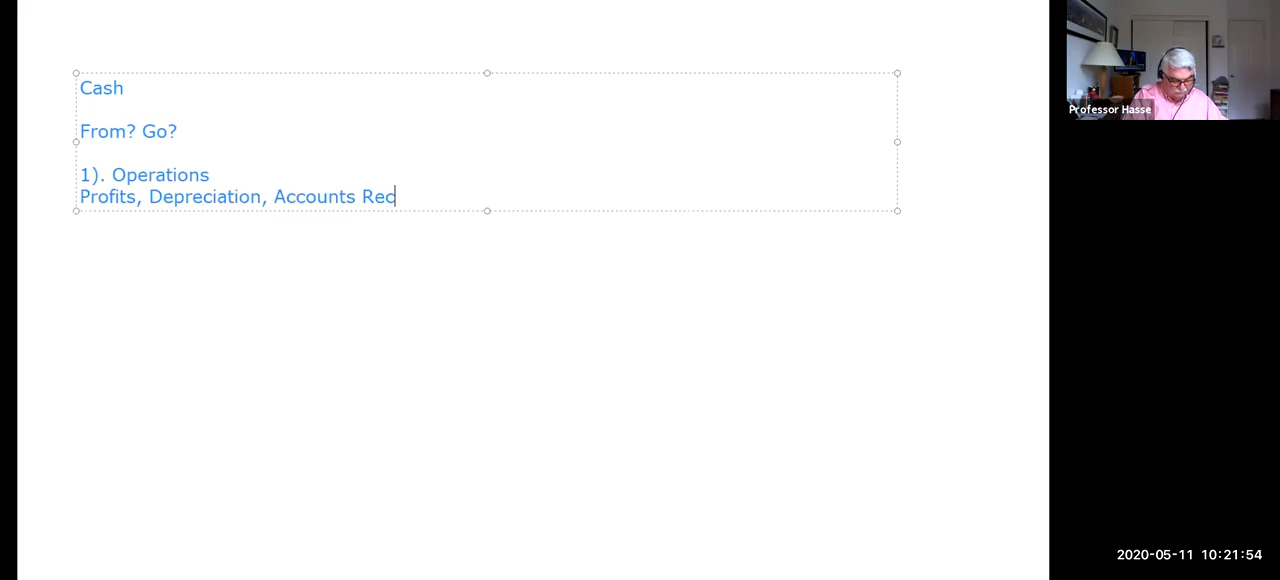 Cash
From? Go?
1). Operations
Profits, Depreciation, Accounts Rec
Professor Hasse
2020-05-11 10:21:54